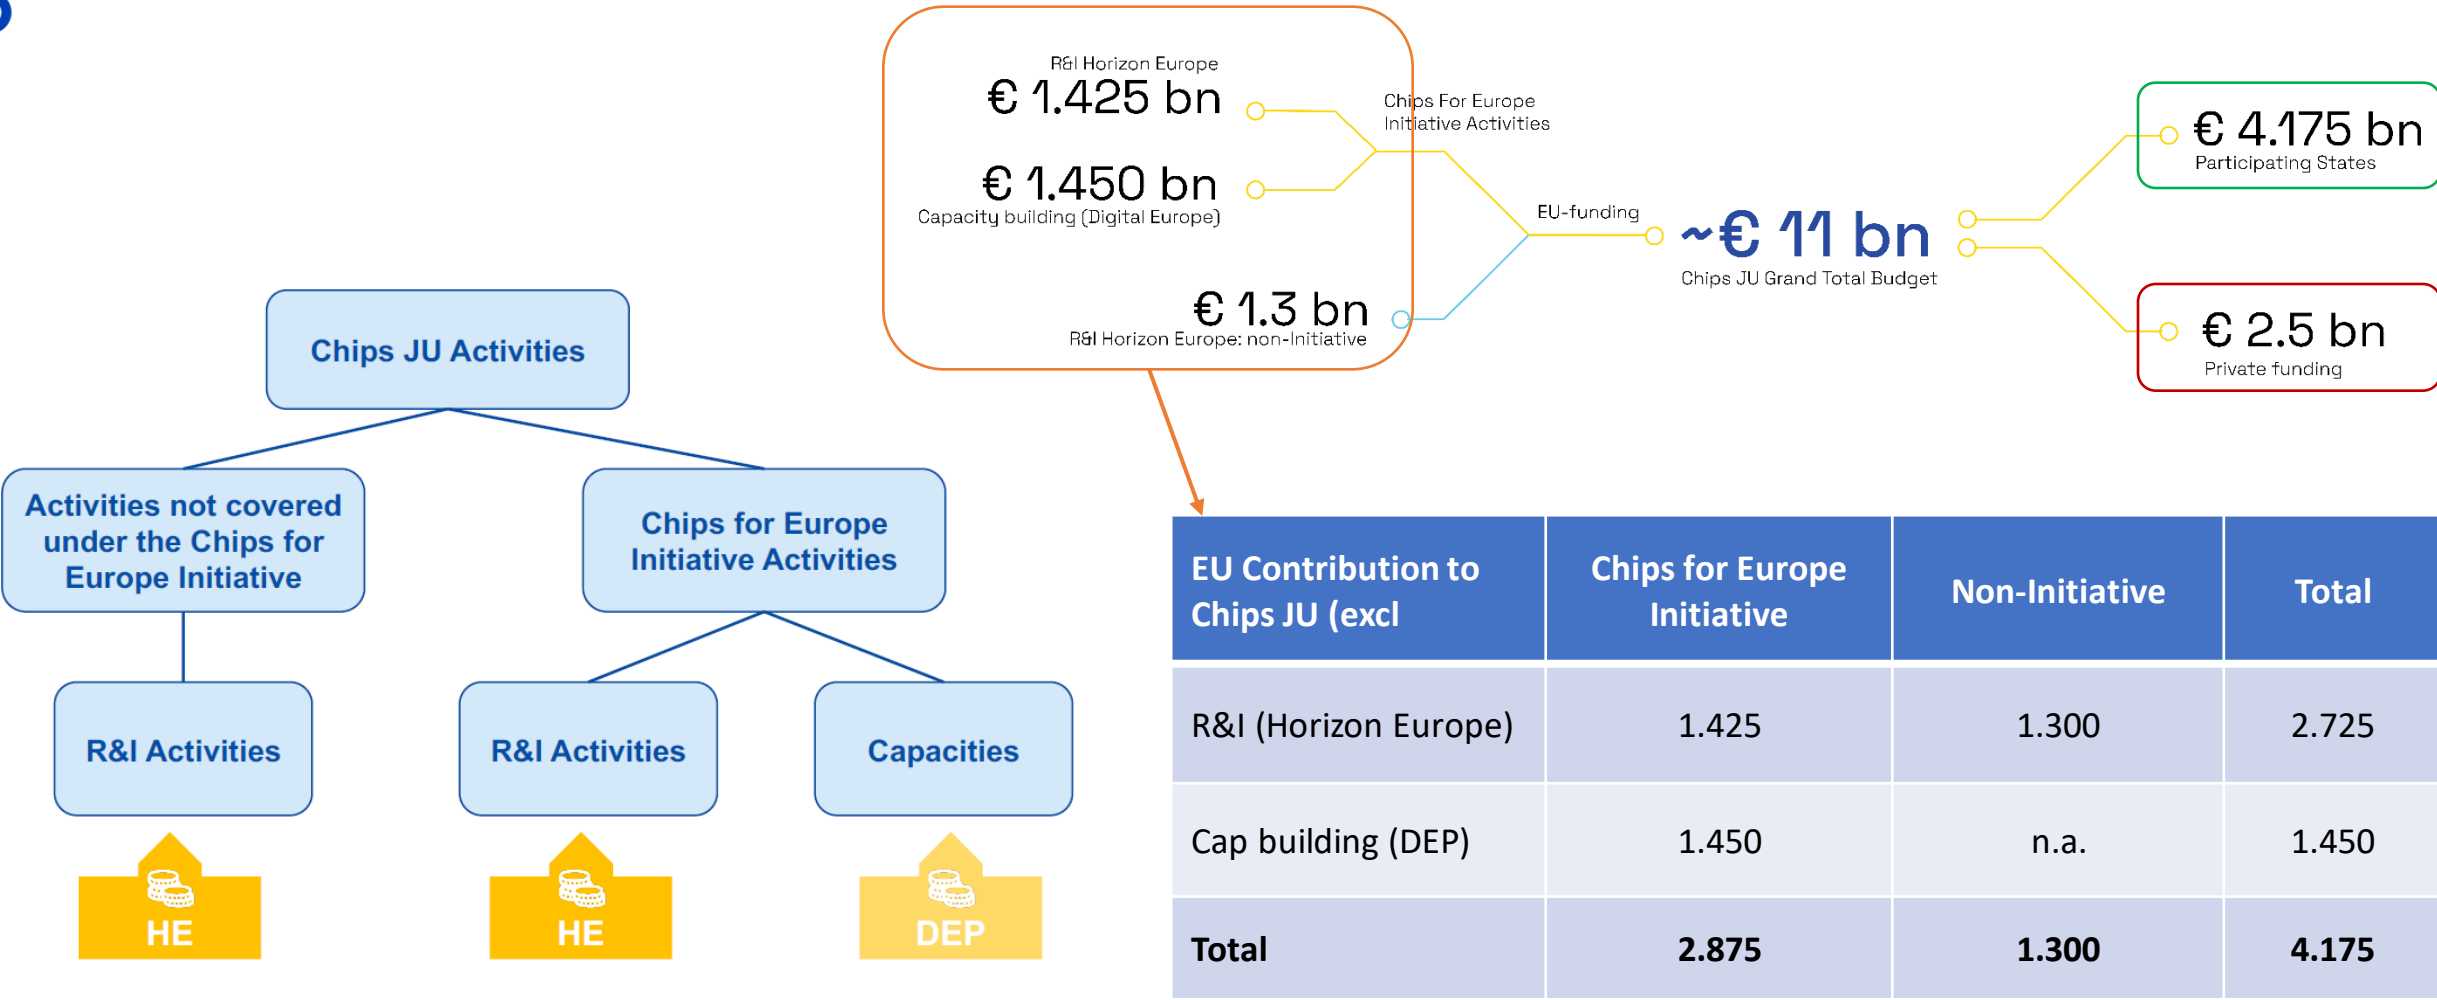 R&I Horizon Europe
€ 1.425 bn
€ 1.450 bn
Capacity building (Digital Europe)
€ 1.3 bn
R&I Horizon Europe: non-Initiative
Chips For Europe
Initiative Activities
EU-funding
~€ 11 bn
Chips JU Grand Total Budget
€ 4.175 bn
Participating States
€ 2.5 bn
Private funding
Chips JU Activities
Activities not covered
under the Chips for
Europe Initiative
Chips for Europe
Initiative Activities
R&I Activities
R&I Activities
Capacities
HE
HE
DEP
EU Contribution to
Chips JU (excl
Chips for Europe
Initiative
Non-Initiative
Total
R&I (Horizon Europe)
1.425
1.300
2.725
Cap building (DEP)
1.450
n.a.
1.450
Total
2.875
1.300
4.175